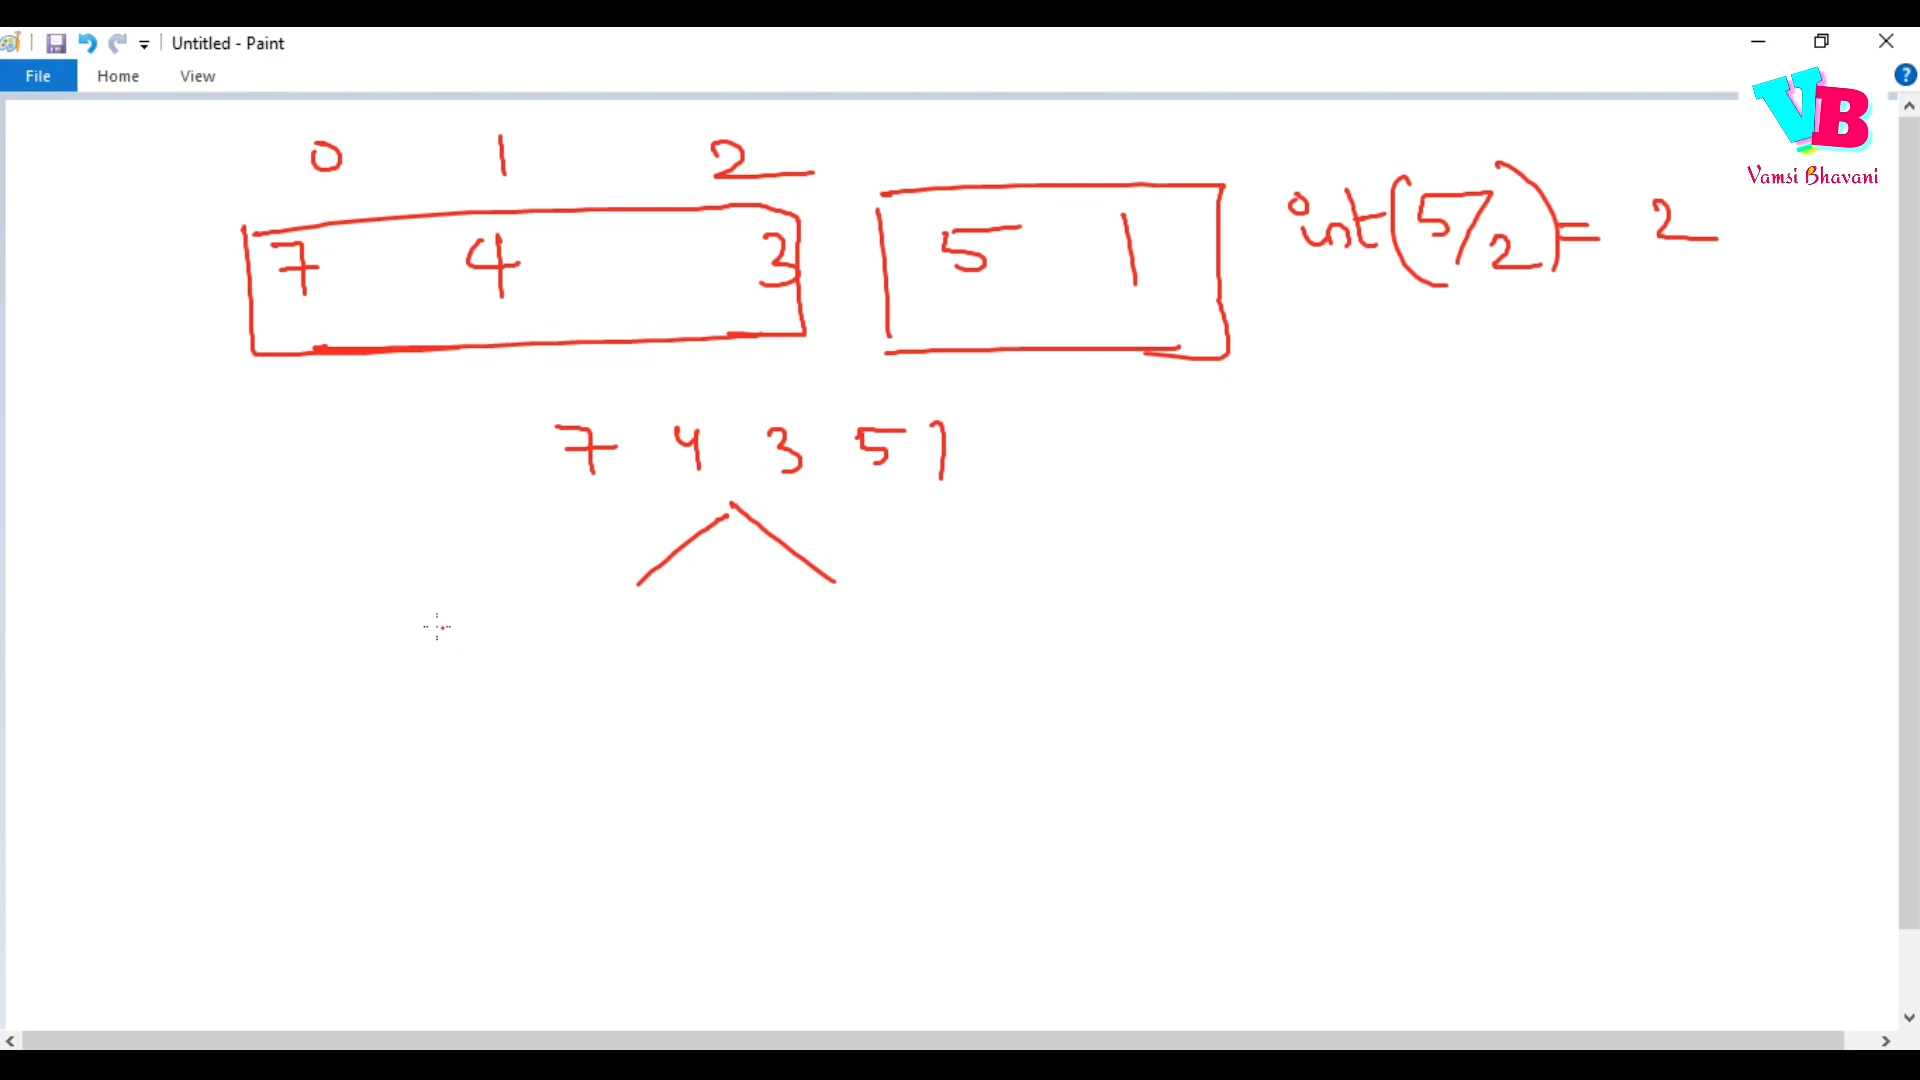 Untitled - Paint
File Home View
VB
Vamsi Bhavani
0 1 2
7 4 3 5 1
int(5/2) = 2
7 4 3 5 1